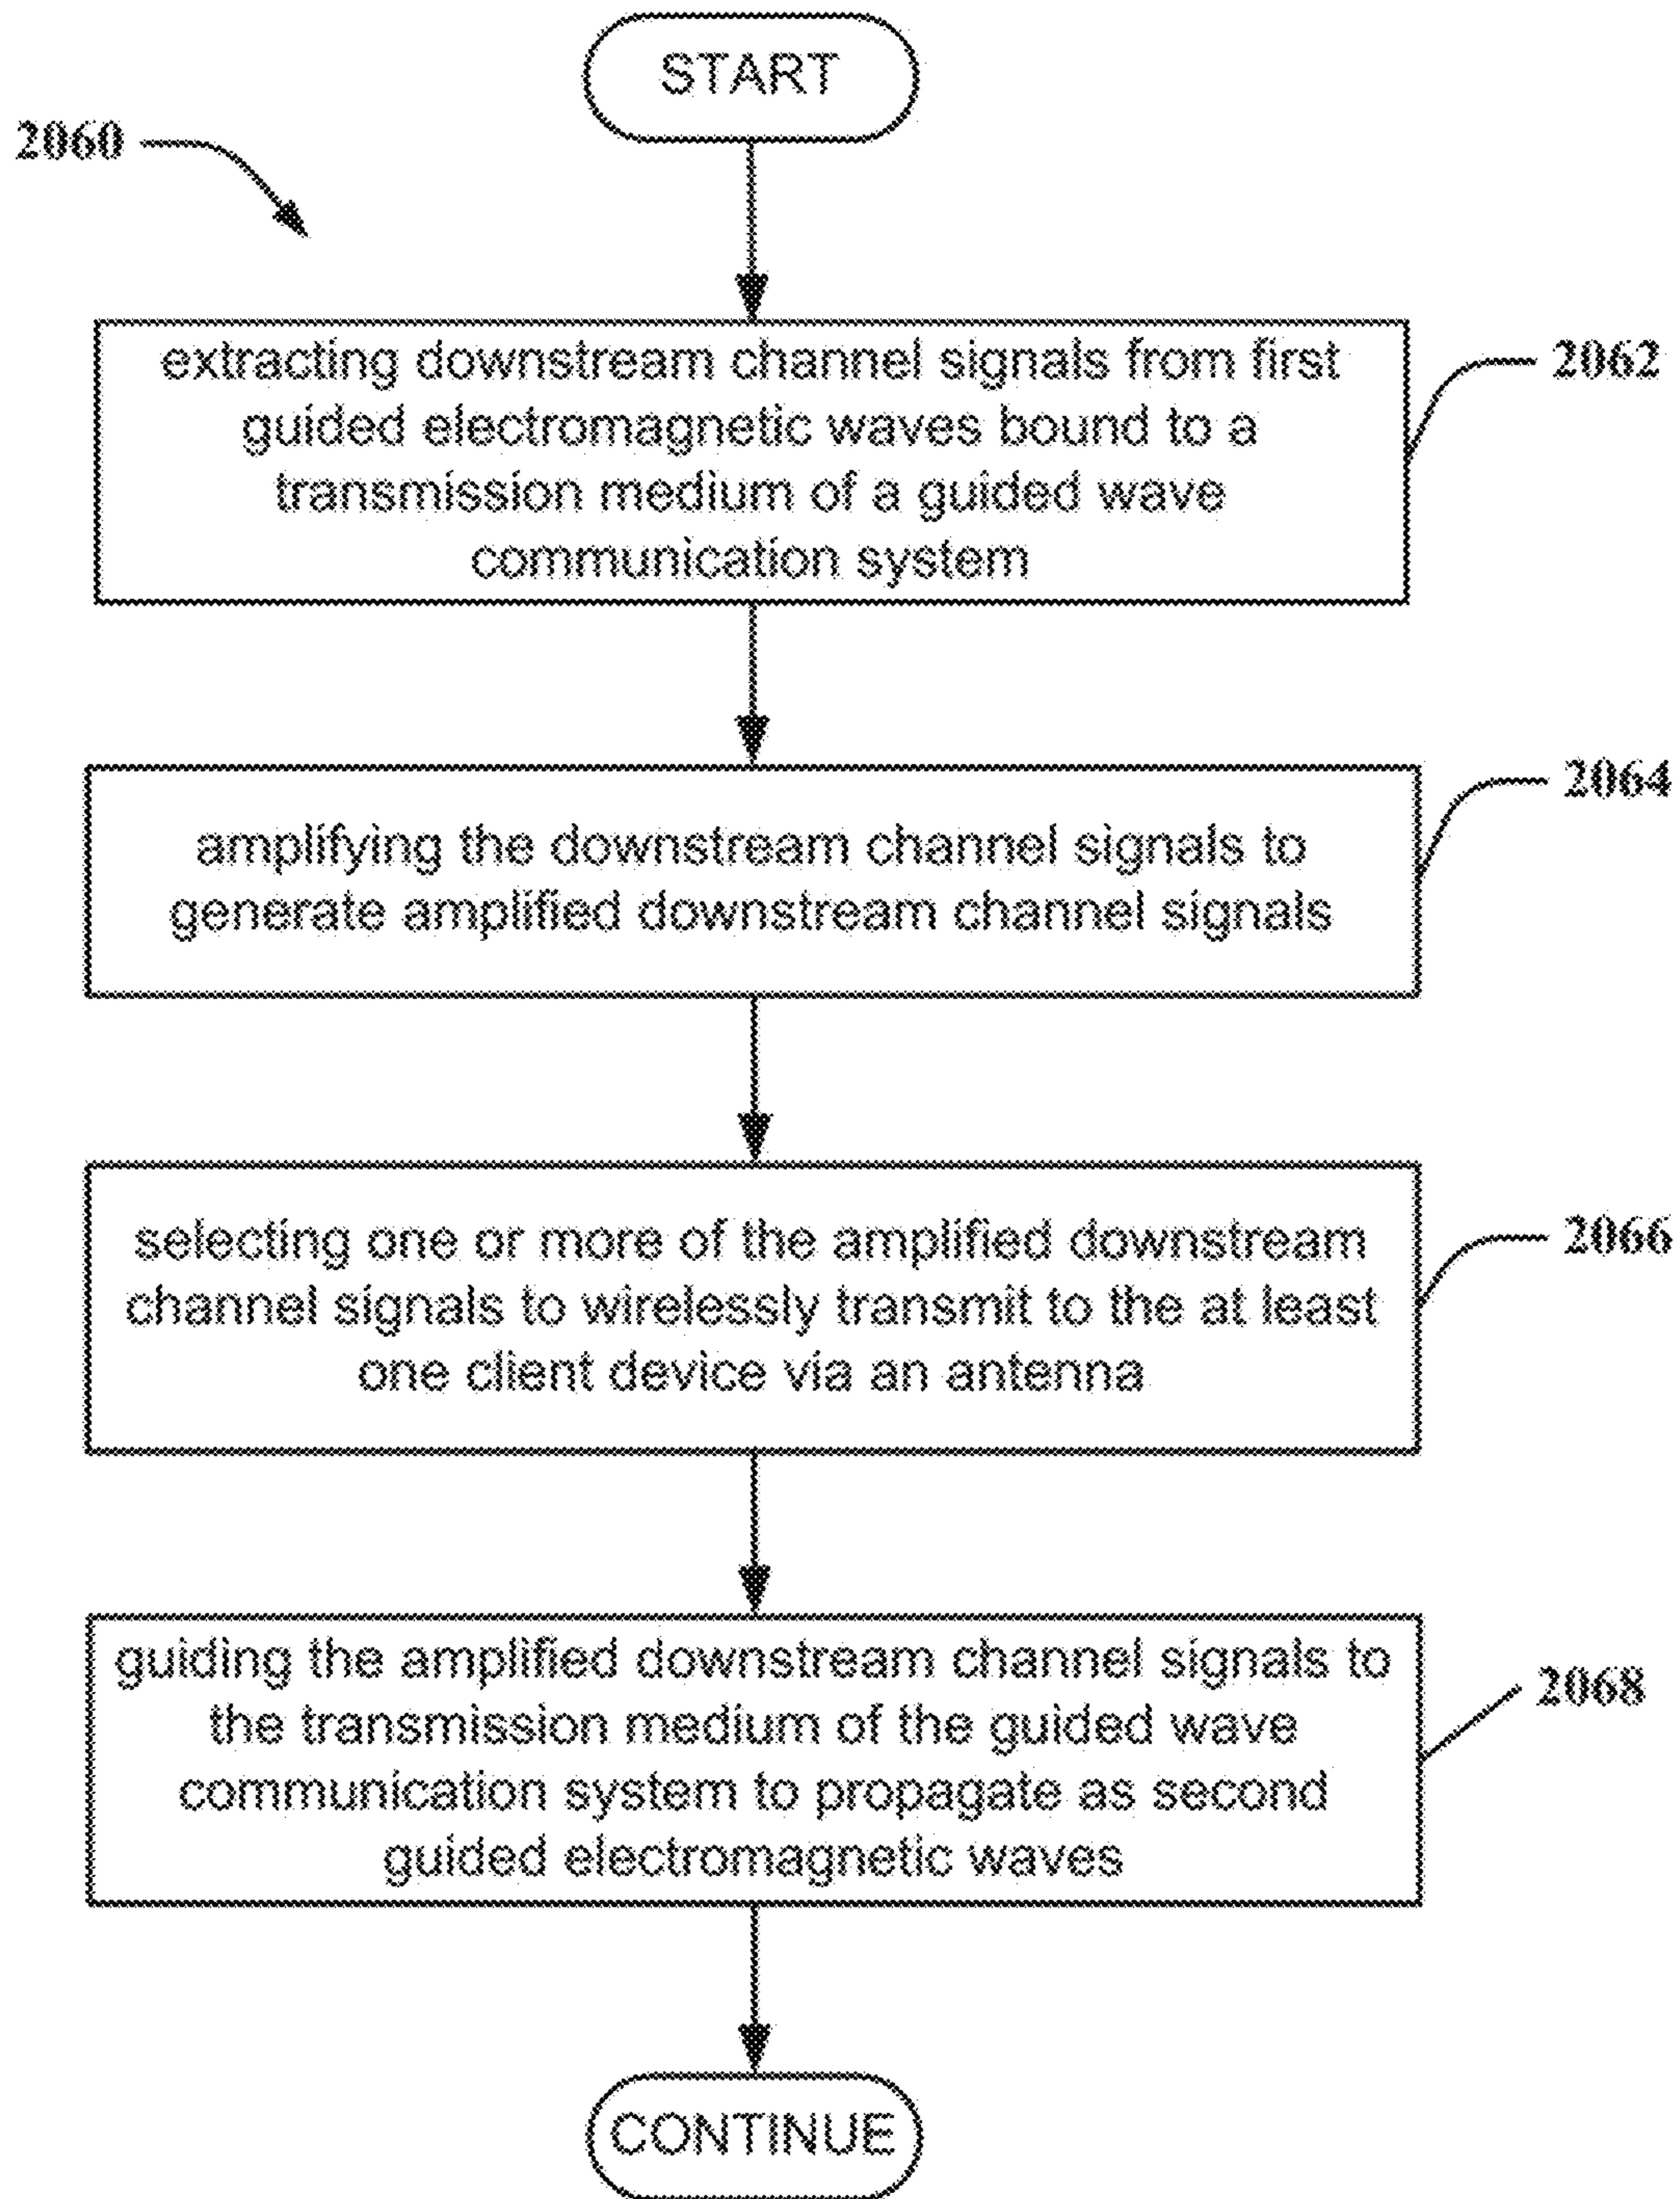 START
2060
extracting downstream channel signals from first
guided electromagnetic waves bound to a
transmission medium of a guided wave
communication system
2062
amplifying the downstream channel signals to
generate amplified downstream channel signals
2064
selecting one or more of the amplified downstream
channel signals to wirelessly transmit to the at least
one client device via an antenna
2066
guiding the amplified downstream channel signals to
the transmission medium of the guided wave
communication system to propagate as second
guided electromagnetic waves
2068
CONTINUE